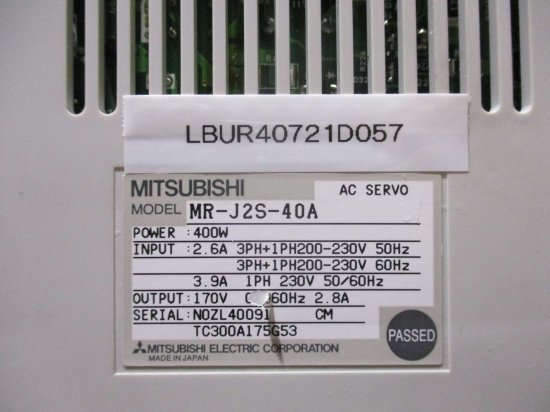 LBUR40721D057
MITSUBISHI AC SERVO
MODEL MR-J2S-40A
POWER :400W
INPUT :2.6A 3PH+1PH200-230V 50Hz
3PH+1PH200-230V 60Hz
3.9A 1PH 230V 50/60Hz
OUTPUT:170V 60Hz 2.8A
SERIAL:N0ZL40091 CM
TC300A175G53
PASSED
MITSUBISHI ELECTRIC CORPORATION
MADE IN JAPAN